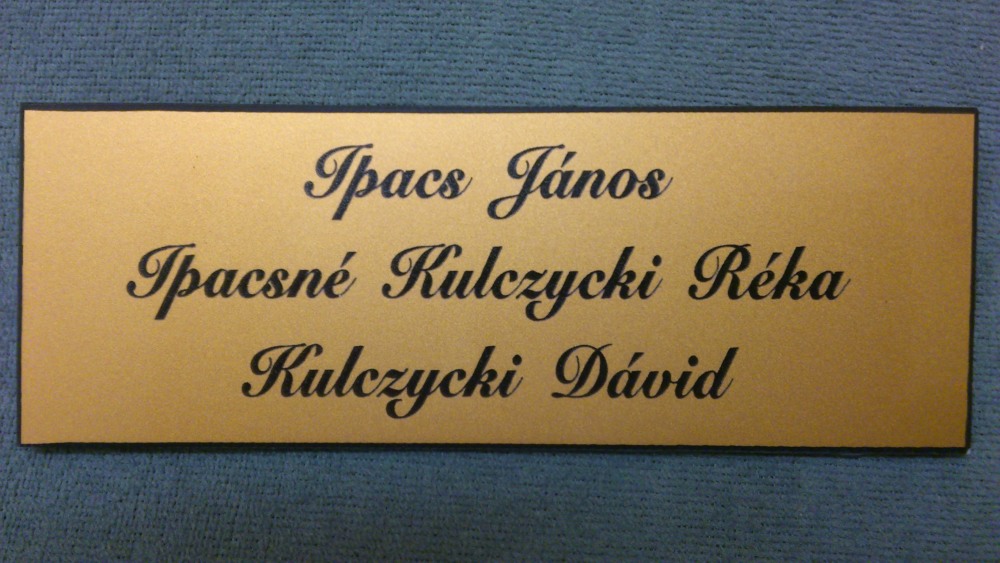 Ipacs János
Ipacsné Kulczycki Réka
Kulczycki Dávid